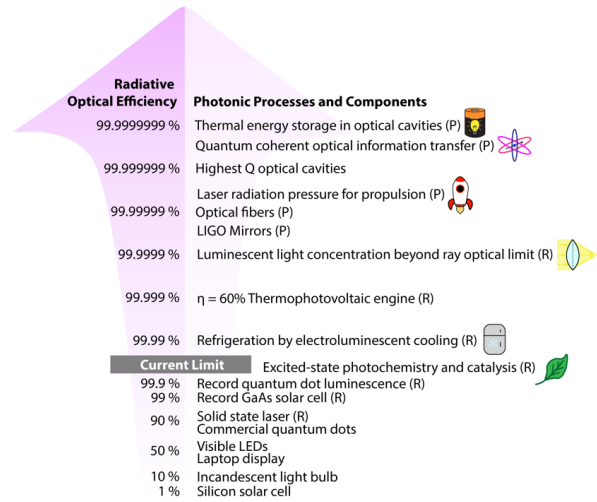 Radiative
Optical Efficiency
Photonic Processes and Components
99.9999999 %
Thermal energy storage in optical cavities (P)
Quantum coherent optical information transfer (P)
99.999999 %
Highest Q optical cavities
Laser radiation pressure for propulsion (P)
99.99999 %
Optical fibers (P)
LIGO Mirrors (P)
99.9999 %
Luminescent light concentration beyond ray optical limit (R)
99.999 %
η = 60% Thermophotovoltaic engine (R)
99.99 %
Refrigeration by electroluminescent cooling (R)
Current Limit
Excited-state photochemistry and catalysis (R)
99.9 %
Record quantum dot luminescence (R)
99 %
Record GaAs solar cell (R)
90 %
Solid state laser (R)
Commercial quantum dots
50 %
Visible LEDs
Laptop display
10 %
Incandescent light bulb
1 %
Silicon solar cell